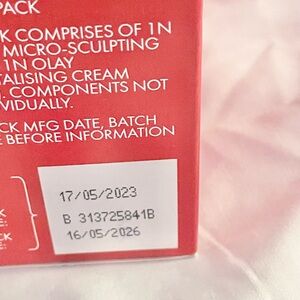 PACK
K COMPRISES OF 1N
MICRO-SCULPTING
1N OLAY
TALISING CREAM
COMPONENTS NOT
VIDUALLY.
CK MFG DATE, BATCH
E BEFORE INFORMATION
17/05/2023
K
E:
B 313725841B
CK
E:
16/05/2026